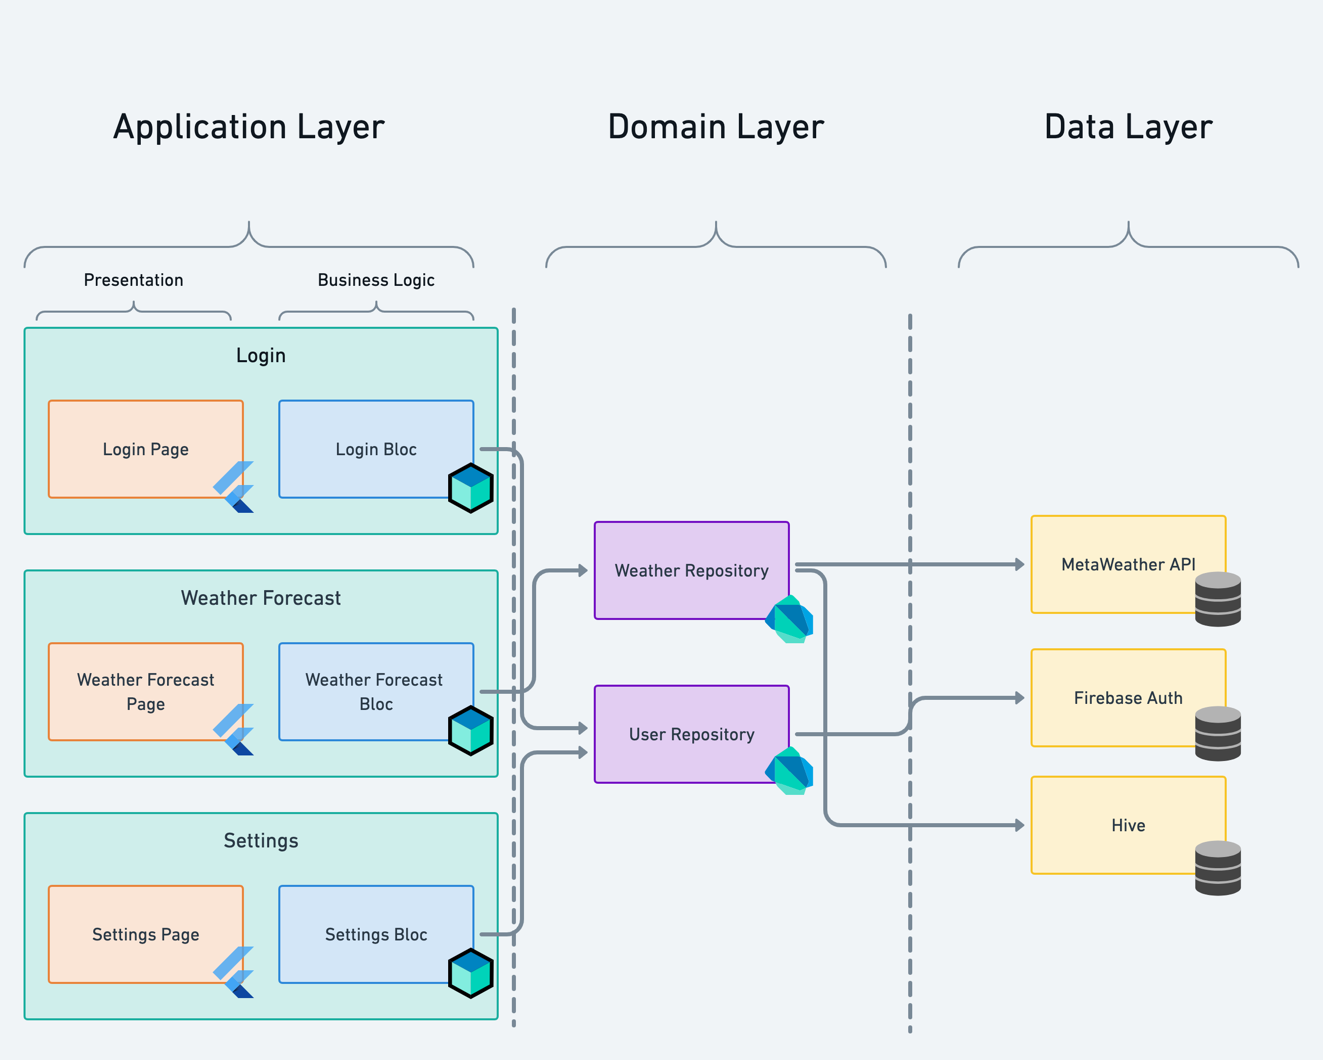 Application Layer
Domain Layer
Data Layer
Presentation
Business Logic
Login
Login Page
Login Bloc
Weather Forecast
Weather Forecast
Page
Weather Forecast
Bloc
Settings
Settings Page
Settings Bloc
Weather Repository
User Repository
MetaWeather API
Firebase Auth
Hive